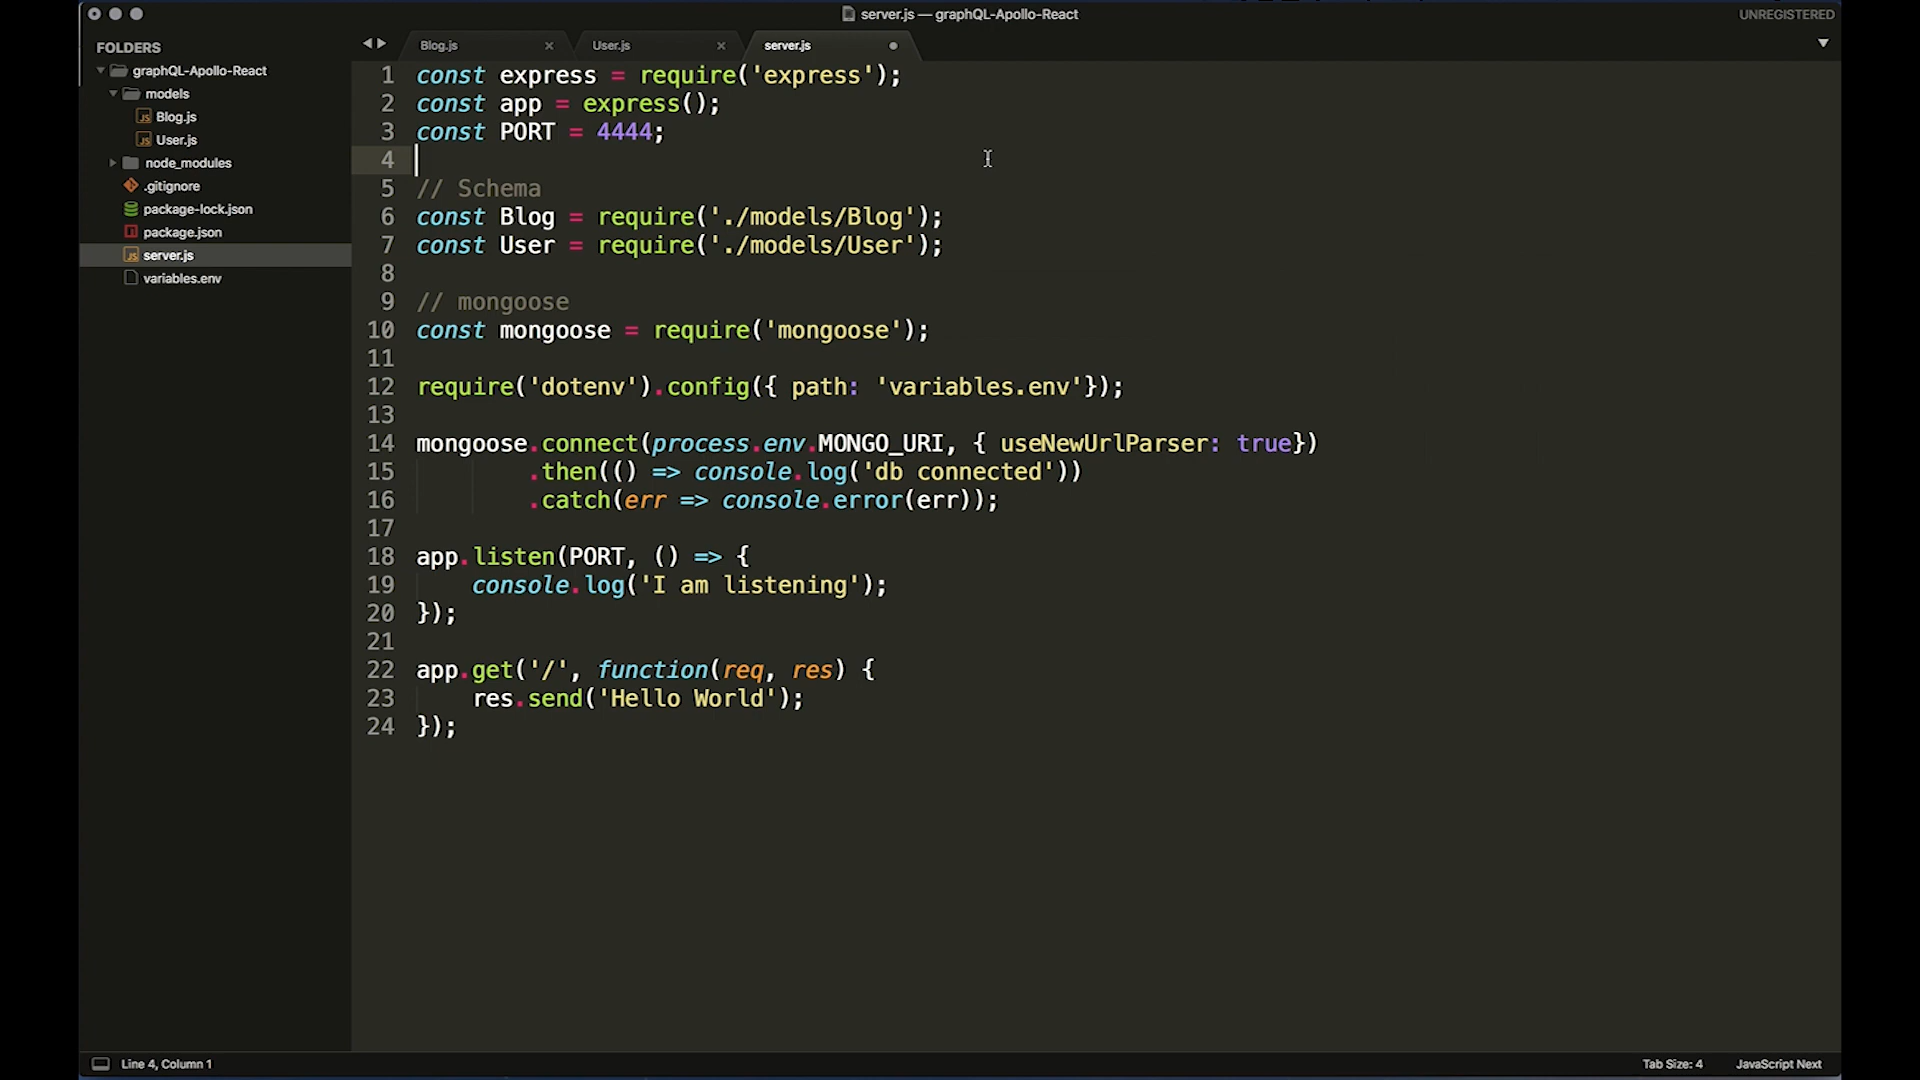 server.js — graphQL-Apollo-React
UNREGISTERED
FOLDERS
graphQL-Apollo-React
models
Blog.js
User.js
node_modules
.gitignore
package-lock.json
package.json
server.js
variables.env
Blog.js
User.js
server.js
1 const express = require('express');
2 const app = express();
3 const PORT = 4444;
4
5 // Schema
6 const Blog = require('./models/Blog');
7 const User = require('./models/User');
8
9 // mongoose
10 const mongoose = require('mongoose');
11
12 require('dotenv').config({ path: 'variables.env'});
13
14 mongoose.connect(process.env.MONGO_URI, { useNewUrlParser: true})
15 .then(() => console.log('db connected'))
16 .catch(err => console.error(err));
17
18 app.listen(PORT, () => {
19 console.log('I am listening');
20 });
21
22 app.get('/', function(req, res) {
23 res.send('Hello World');
24 });
Line 4, Column 1
Tab Size: 4
JavaScript Next